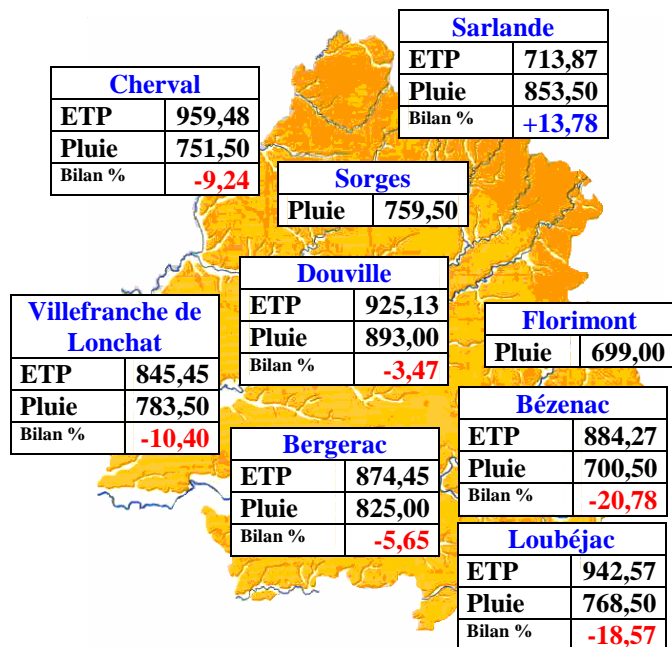 Sarlande
ETP 713,87
Pluie 853,50
Bilan % +13,78
Cherval
ETP 959,48
Pluie 751,50
Bilan % -9,24
Sorges
Pluie 759,50
Douville
ETP 925,13
Pluie 893,00
Bilan % -3,47
Villefranche de
Lonchat
ETP 845,45
Pluie 783,50
Bilan % -10,40
Florimont
Pluie 699,00
Bézenac
ETP 884,27
Pluie 700,50
Bilan % -20,78
Bergerac
ETP 874,45
Pluie 825,00
Bilan % -5,65
Loubéjac
ETP 942,57
Pluie 768,50
Bilan % -18,57